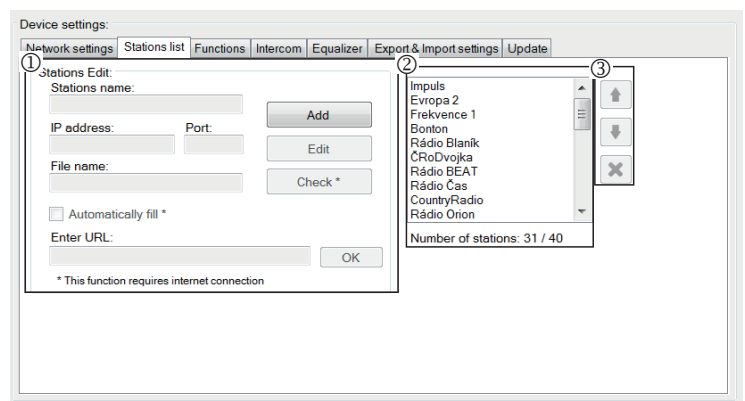 Device settings:
Network settings Stations list Functions Intercom Equalizer Export & Import settings Update
① ② ③
Stations Edit:
Stations name:
Add
IP address: Port:
Edit
File name:
Check *
Automatically fill *
Enter URL:
OK
* This function requires internet connection
Impuls
Evropa 2
Frekvence 1
Bonton
Rádio Blaník
ČRoDvojka
Rádio BEAT
Rádio Čas
CountryRadio
Rádio Orion
Number of stations: 31 / 40